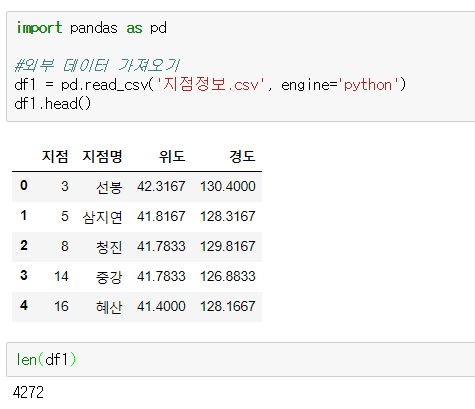 import pandas as pd
#외부 데이터 가져오기
df1 = pd.read_csv('지점정보.csv', engine='python')
df1.head()
지점 지점명 위도 경도
0 3 선봉 42.3167 130.4000
1 5 삼지연 41.8167 128.3167
2 8 청진 41.7833 129.8167
3 14 중강 41.7833 126.8833
4 16 혜산 41.4000 128.1667
len(df1)
4272